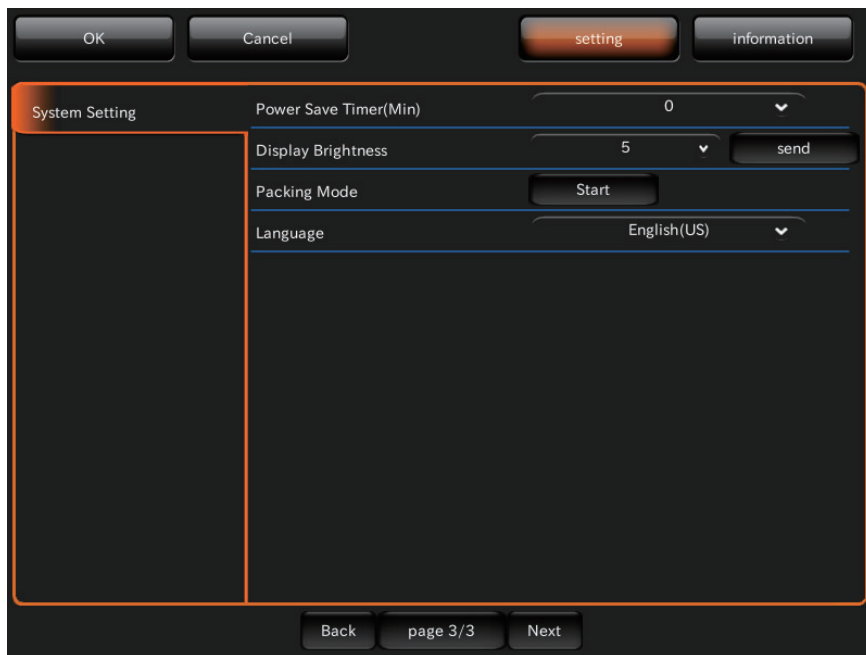 OK Cancel setting information
System Setting
Power Save Timer(Min) 0
Display Brightness 5 send
Packing Mode Start
Language English(US)
Back page 3/3 Next